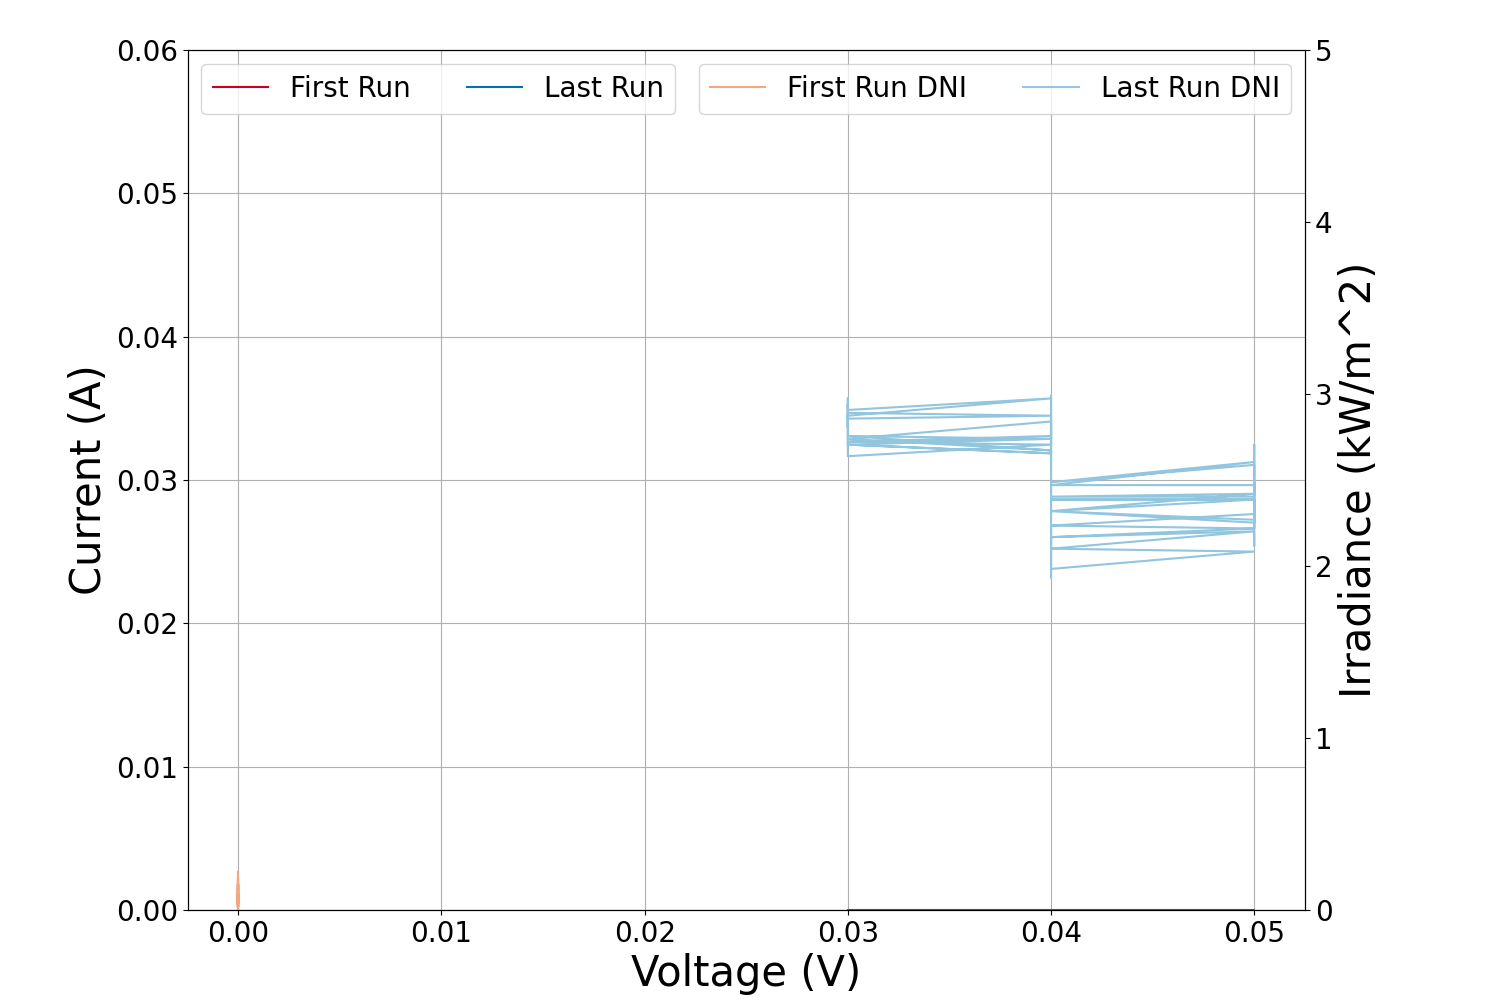 First Run
Last Run
First Run DNI
Last Run DNI
0.06
0.05
0.04
0.03
0.02
0.01
0.00
Current (A)
5
4
3
2
1
0
Irradiance (kW/m^2)
0.00 0.01 0.02 0.03 0.04 0.05
Voltage (V)